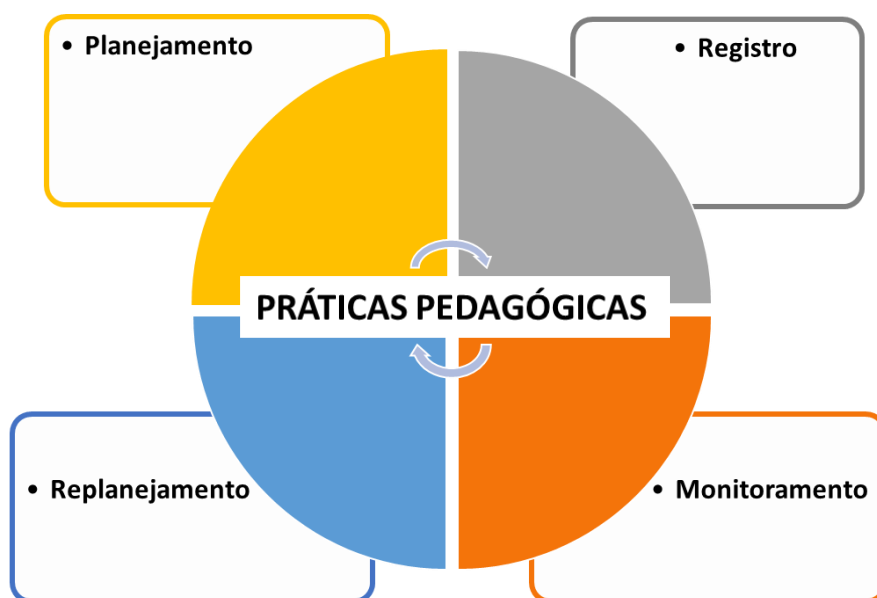 • Planejamento
• Registro
PRÁTICAS PEDAGÓGICAS
• Replanejamento
• Monitoramento